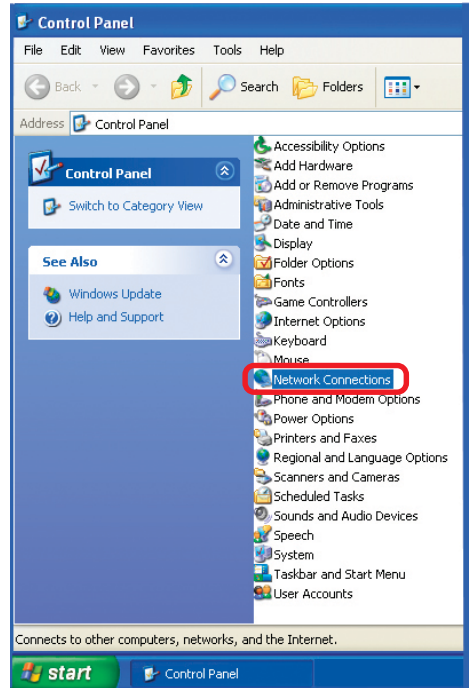 Control Panel
File Edit View Favorites Tools Help
Back Search Folders
Address Control Panel
Control Panel
Switch to Category View
See Also
Windows Update
Help and Support
Accessibility Options
Add Hardware
Add or Remove Programs
Administrative Tools
Date and Time
Display
Folder Options
Fonts
Game Controllers
Internet Options
Keyboard
Mouse
Network Connections
Phone and Modem Options
Power Options
Printers and Faxes
Regional and Language Options
Scanners and Cameras
Scheduled Tasks
Sounds and Audio Devices
Speech
System
Taskbar and Start Menu
User Accounts
Connects to other computers, networks, and the Internet.
start Control Panel